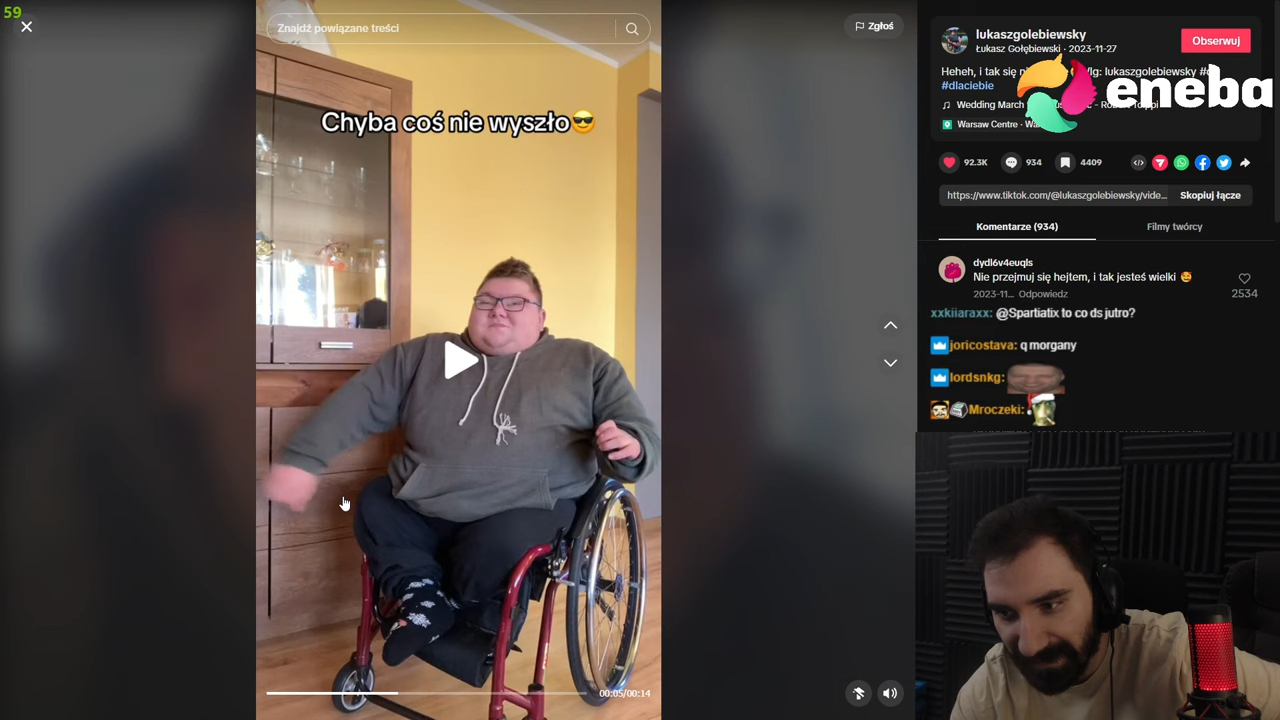 59
Znajdź powiązane treści
Zgłoś
Chyba coś nie wyszło😎
00:05/00:14
lukaszgolebiewsky
Łukasz Gołębiewski · 2023-11-27
Obserwuj
Heheh, i tak się
lg: lukaszgolebiewsky
#dlaciebie
eneba
Wedding March
Warsaw Centre
92.3K
934
4409
https://www.tiktok.com/@lukaszgolebiewsky/vide...
Skopiuj łącze
Komentarze (934)
Filmy twórcy
dydl6v4euqls
Nie przejmuj się hejtem, i tak jesteś wielki 🤩
2023-11... Odpowiedz
2534
xxkiiaraxx: @Spartiatix to co ds jutro?
joricostava: q morgany
lordsnkg:
Mroczeki: